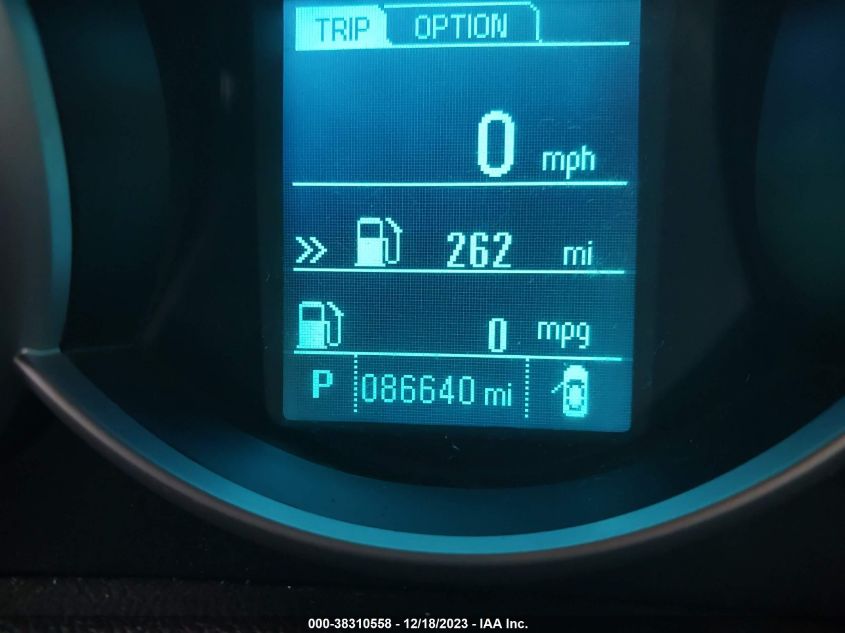 TRIP OPTION
0 mph
262 mi
0 mpg
P 086640 mi
000-38310558 - 12/18/2023 - IAA Inc.